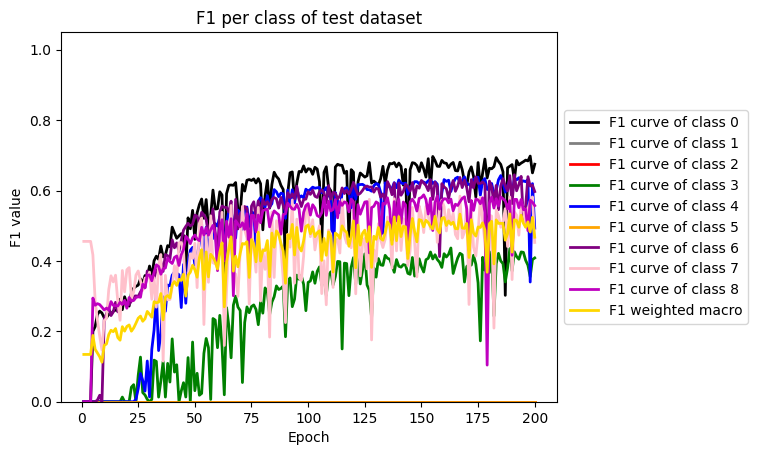 F1 per class of test dataset
F1 value
1.0
0.8
0.6
0.4
0.2
0.0
0
25
50
75
100
125
150
175
200
Epoch
F1 curve of class 0
F1 curve of class 1
F1 curve of class 2
F1 curve of class 3
F1 curve of class 4
F1 curve of class 5
F1 curve of class 6
F1 curve of class 7
F1 curve of class 8
F1 weighted macro